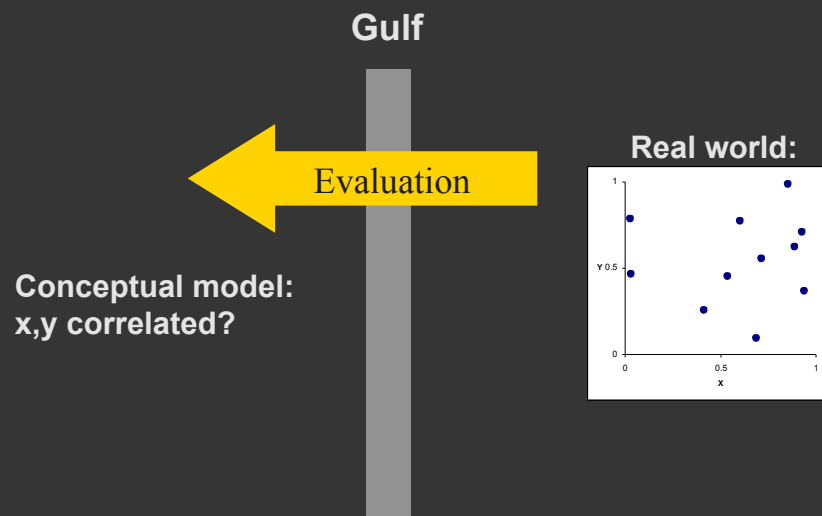 Gulf
Evaluation
Real world:
1
Y 0.5
0
0
0.5
1
X
Conceptual model:
x,y correlated?